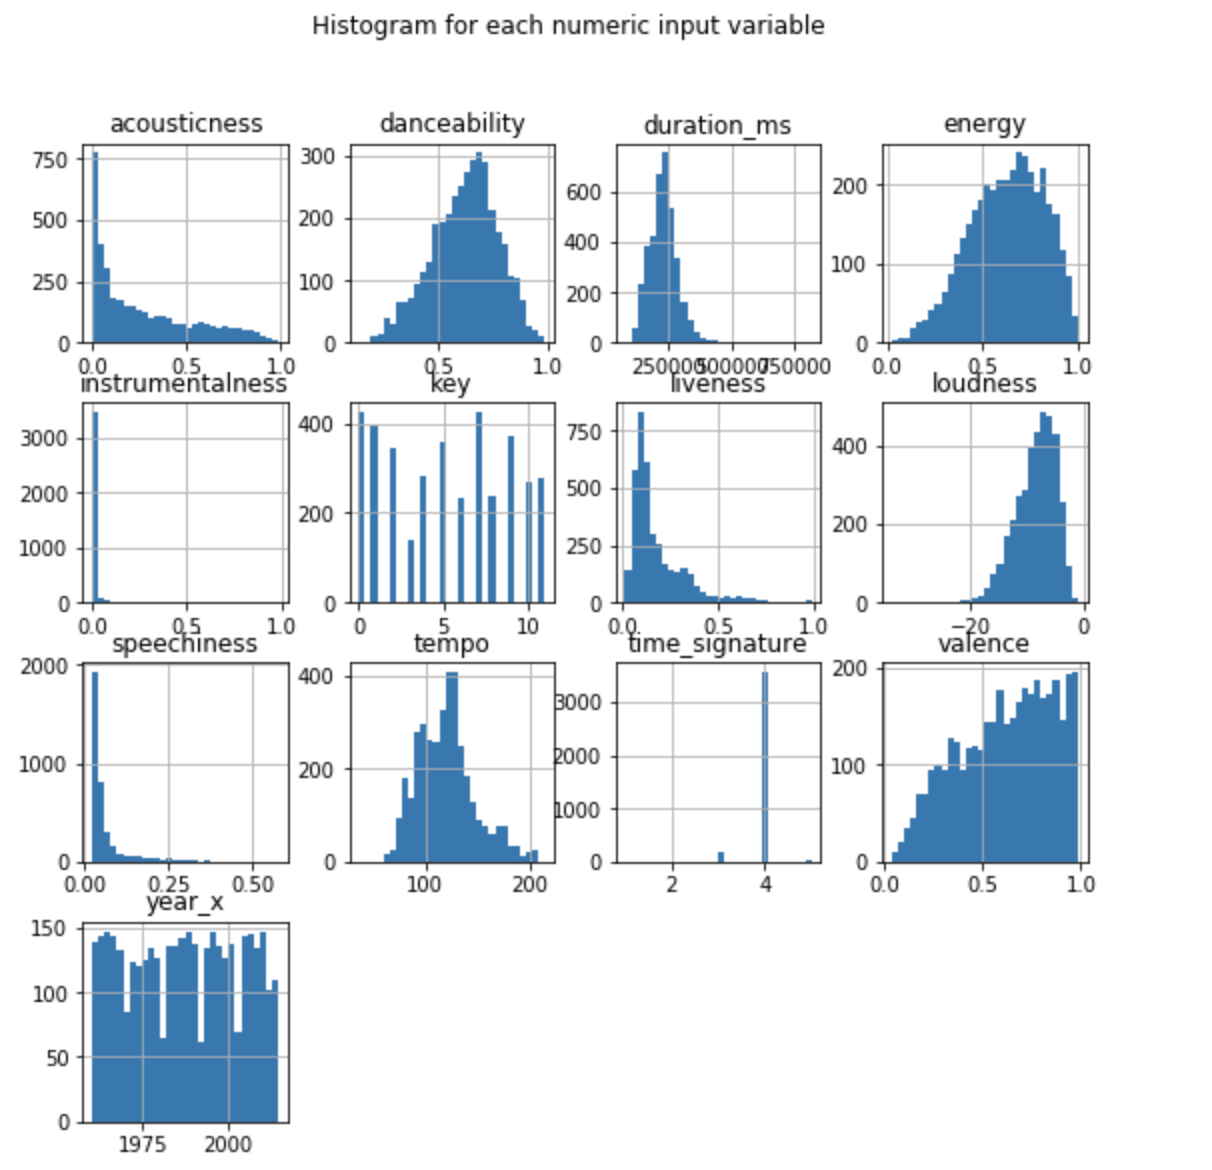 Histogram for each numeric input variable
acousticness danceability duration_ms energy
750 300 600 200
500 200 400
250 100 200 100
0 0 0 0
0.0 0.5 1.0 0.5 1.0 250000 500000 750000 0.0 0.5 1.0
instrumentalness key liveness loudness
3000 400 750 400
2000 200 500 200
1000 250
0 0 0 0
0.0 0.5 1.0 0 5 10 0.0 0.5 1.0 −20 0
speechiness tempo time_signature valence
2000 400 3000 200
1000 200 2000 100
1000
0 0 0 0
0.00 0.25 0.50 100 200 2 4 0.0 0.5 1.0
year_x
150
100
50
0
1975 2000